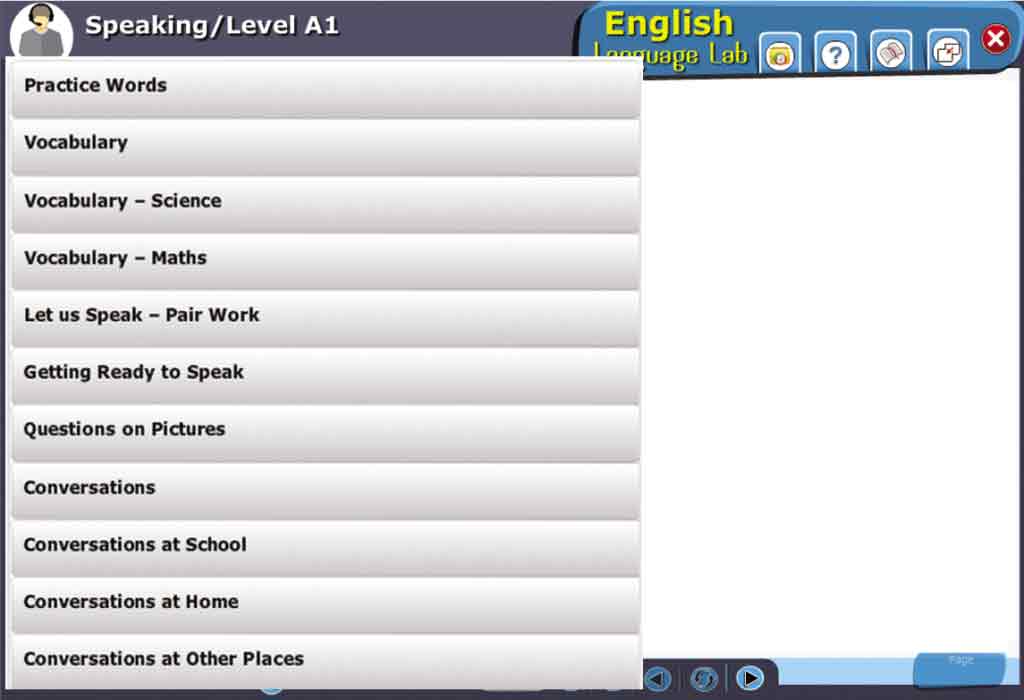 Speaking/Level A1
English
Language Lab
?
Practice Words
Vocabulary
Vocabulary – Science
Vocabulary – Maths
Let us Speak – Pair Work
Getting Ready to Speak
Questions on Pictures
Conversations
Conversations at School
Conversations at Home
Conversations at Other Places
Page